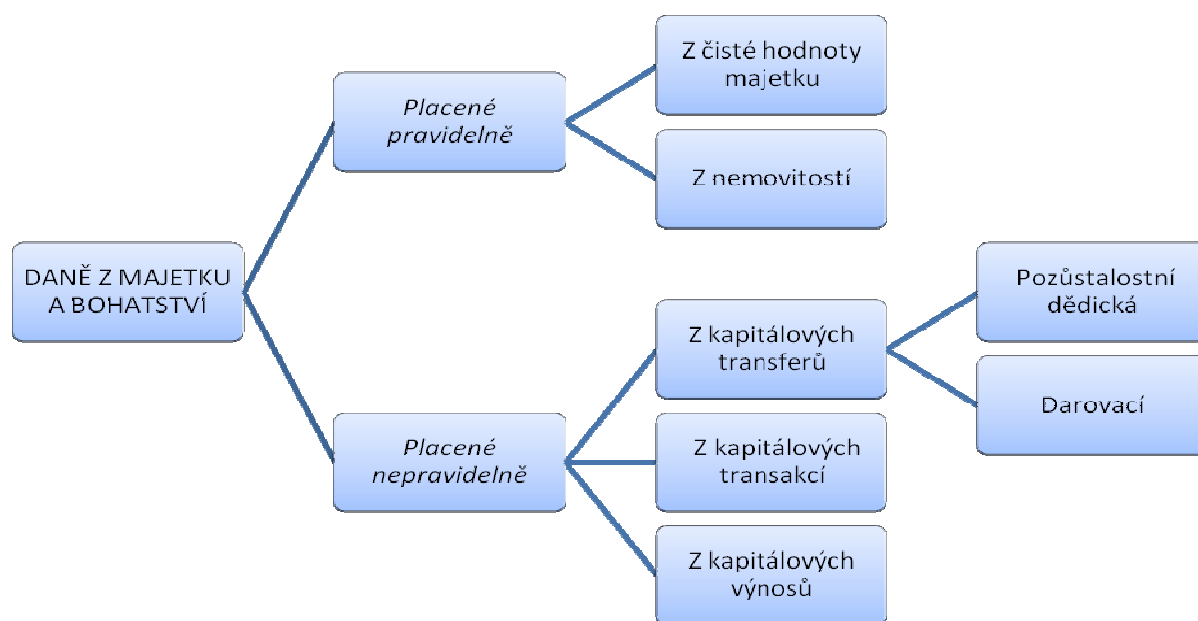 Z čisté hodnoty
majetku
Placené
pravidelně
Z nemovitostí
DANĚ Z MAJETKU
A BOHATSTVÍ
Pozůstalostní
dědická
Z kapitálových
transferů
Darovací
Placené
nepravidelně
Z kapitálových
transakcí
Z kapitálových
výnosů